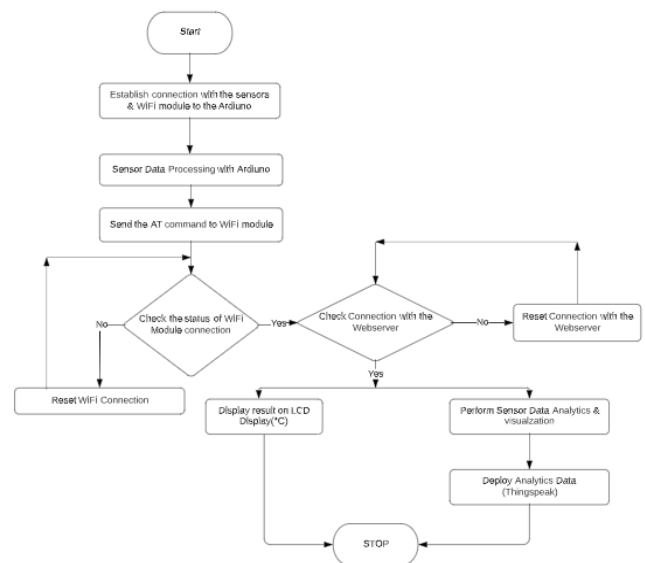 Start
Establish connection with the sensors
& WiFi module to the Ardiuno
Sensor Data Processing with Ardiuno
Send the AT command to WiFi module
Check the status of WiFi
Module connection
No
Yes
Reset WiFi Connection
Check Connection with the
Webserver
No
Reset Connection with the
Webserver
Yes
Display result on LCD
Display(°C)
Perform Sensor Data Analytics &
visualzation
Deploy Analytics Data
(Thingspeak)
STOP